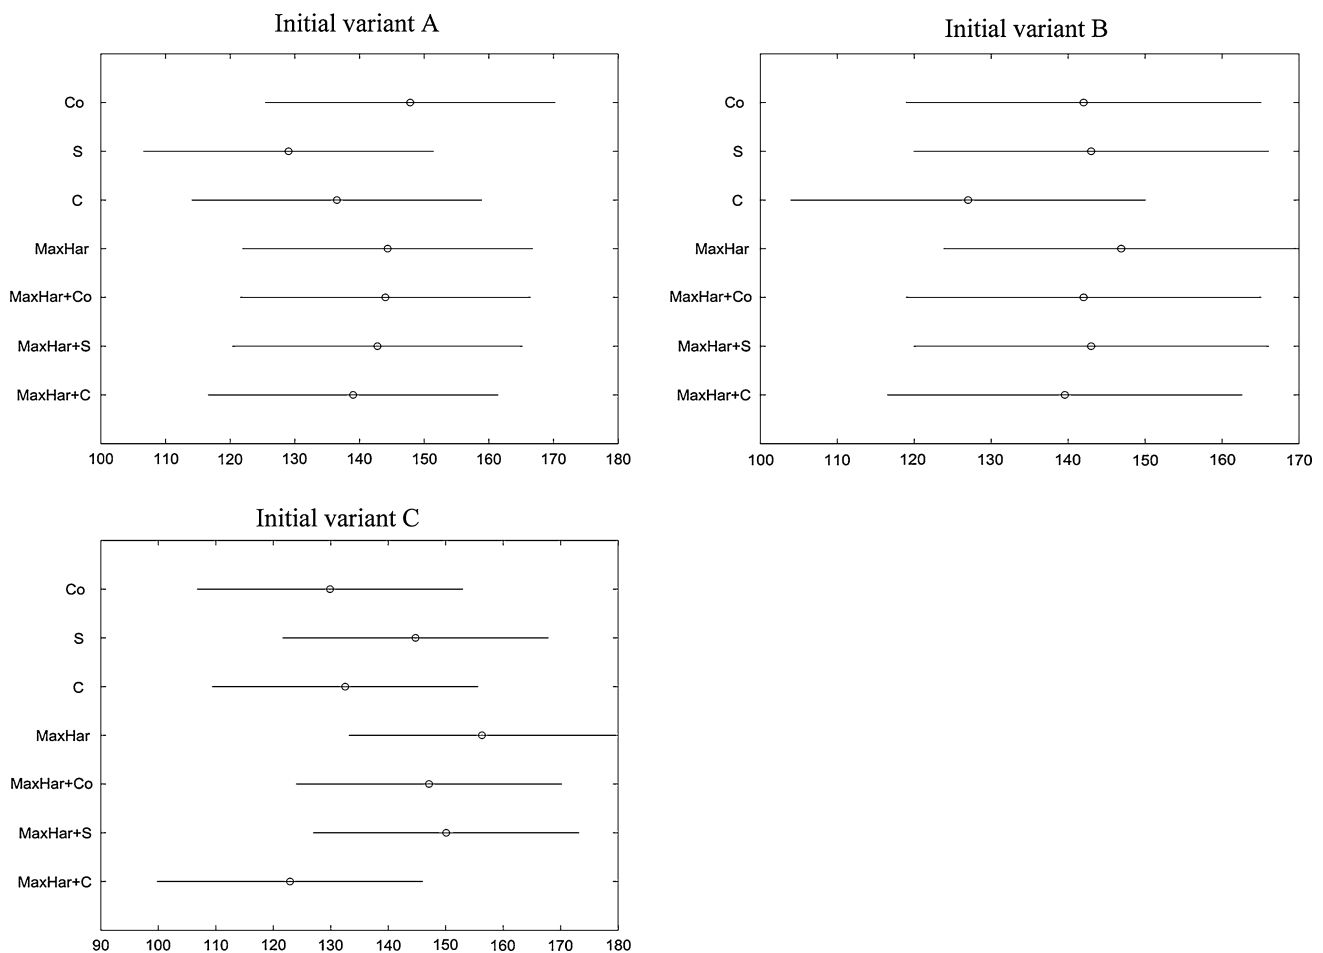 Initial variant A
Co
S
C
MaxHar
MaxHar+Co
MaxHar+S
MaxHar+C
100 110 120 130 140 150 160 170 180
Initial variant B
Co
S
C
MaxHar
MaxHar+Co
MaxHar+S
MaxHar+C
100 110 120 130 140 150 160 170
Initial variant C
Co
S
C
MaxHar
MaxHar+Co
MaxHar+S
MaxHar+C
90 100 110 120 130 140 150 160 170 180